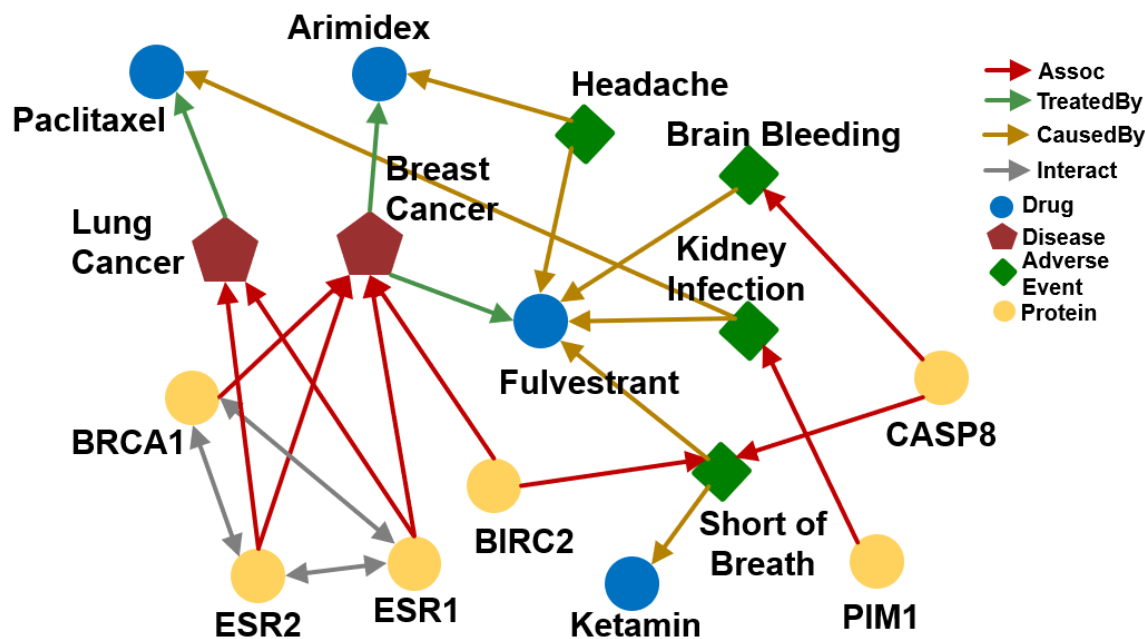 Arimidex
Paclitaxel
Headache
Brain Bleeding
Breast
Cancer
Lung
Cancer
Kidney
Infection
Fulvestrant
BRCA1
CASP8
BIRC2
Short of
Breath
ESR2
ESR1
Ketamin
PIM1
Assoc
TreatedBy
CausedBy
Interact
Drug
Disease
Adverse
Event
Protein